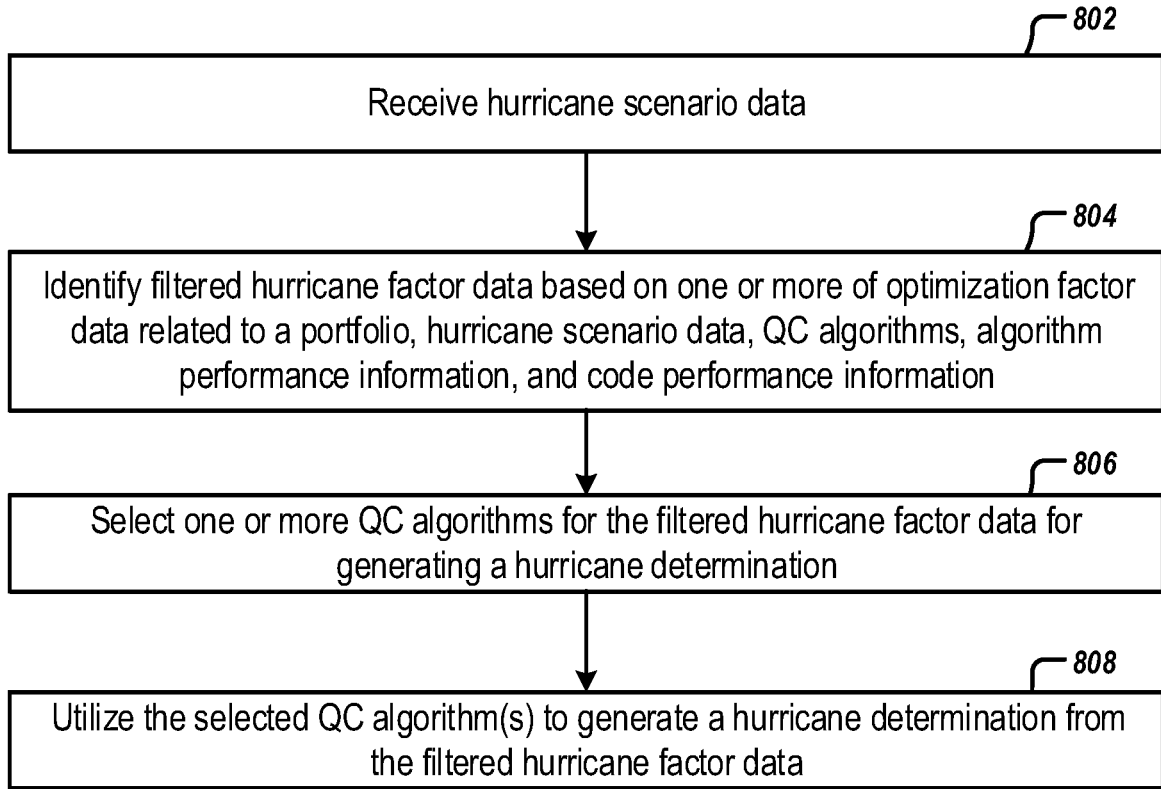 802
Receive hurricane scenario data
804
Identify filtered hurricane factor data based on one or more of optimization factor
data related to a portfolio, hurricane scenario data, QC algorithms, algorithm
performance information, and code performance information
806
Select one or more QC algorithms for the filtered hurricane factor data for
generating a hurricane determination
808
Utilize the selected QC algorithm(s) to generate a hurricane determination from
the filtered hurricane factor data